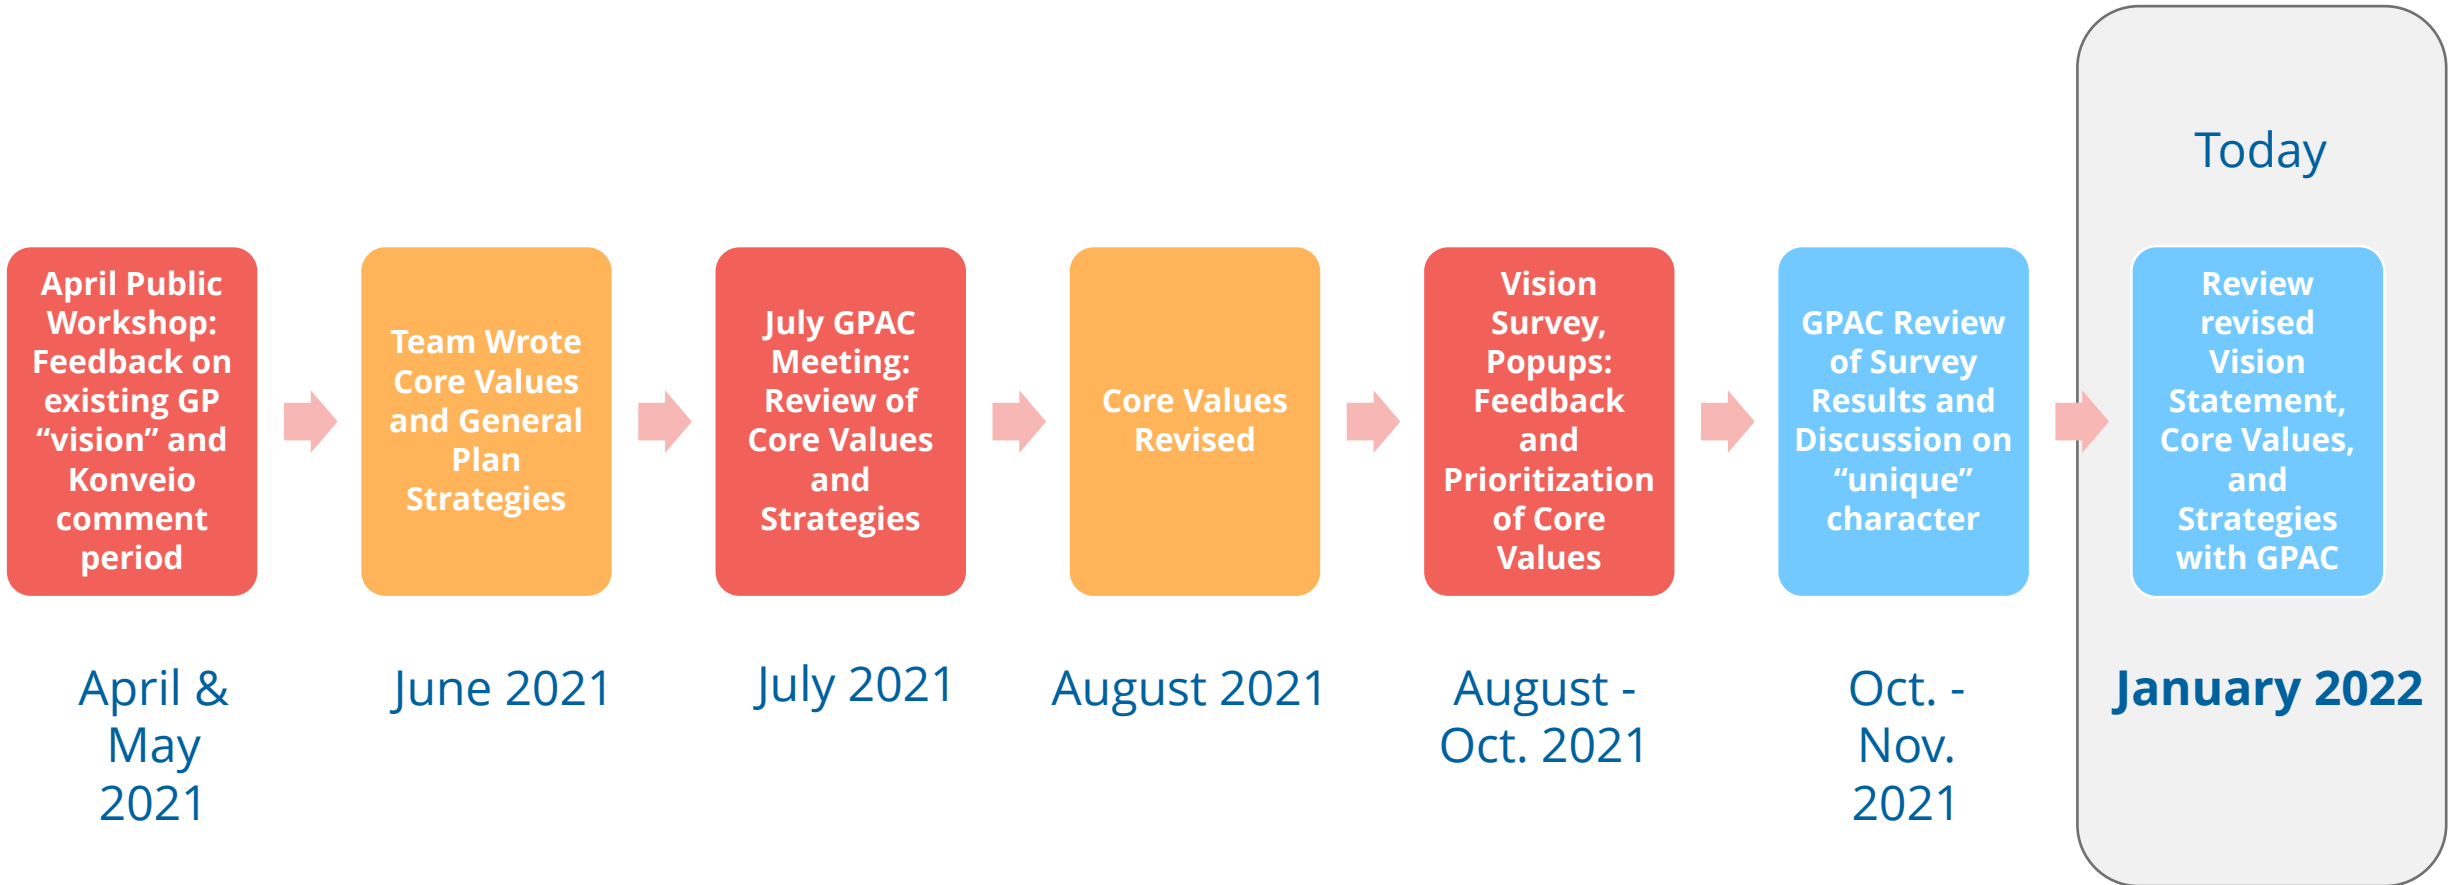 Today
April Public
Workshop:
Feedback on
existing GP
“vision” and
Konveio
comment
period
Team Wrote
Core Values
and General
Plan
Strategies
July GPAC
Meeting:
Review of
Core Values
and
Strategies
Core Values
Revised
Vision
Survey,
Popups:
Feedback
and
Prioritization
of Core
Values
GPAC Review
of Survey
Results and
Discussion on
“unique”
character
Review
revised
Vision
Statement,
Core Values,
and
Strategies
with GPAC
April &
May
2021
June 2021
July 2021
August 2021
August -
Oct. 2021
Oct. -
Nov.
2021
January 2022